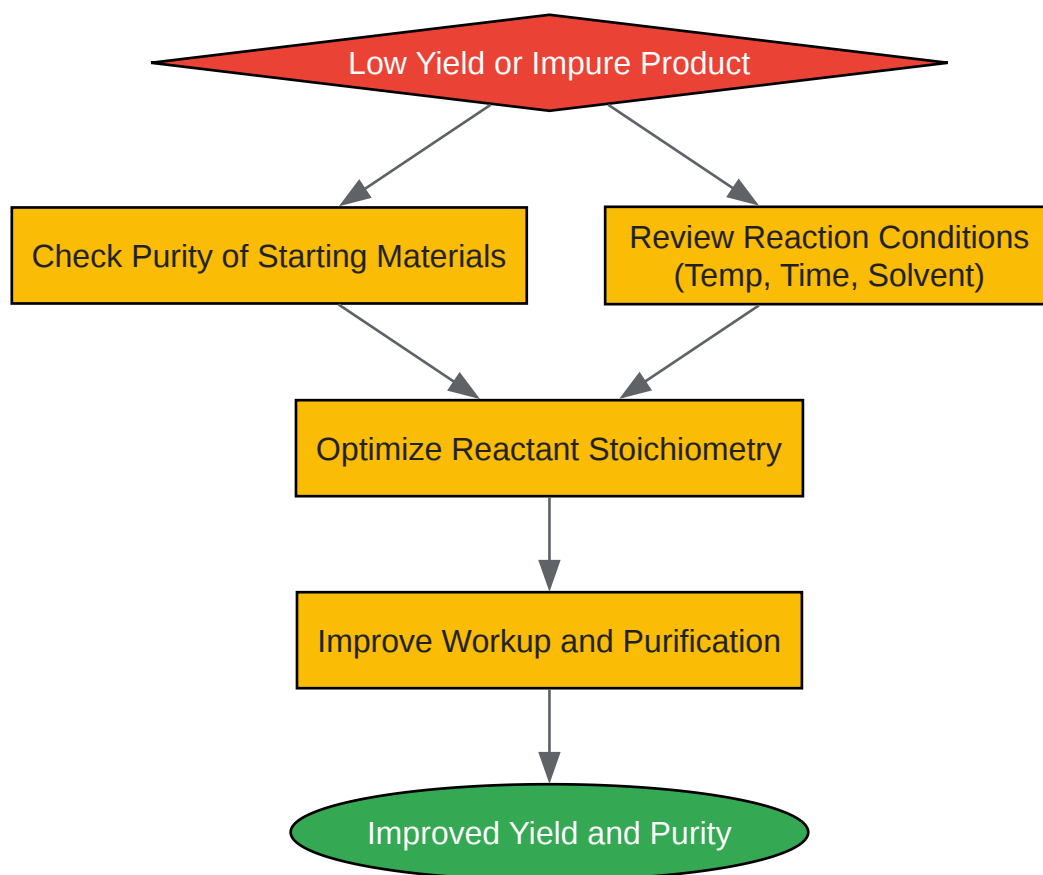 Low Yield or Impure Product
Check Purity of Starting Materials
Review Reaction Conditions
(Temp, Time, Solvent)
Optimize Reactant Stoichiometry
Improve Workup and Purification
Improved Yield and Purity